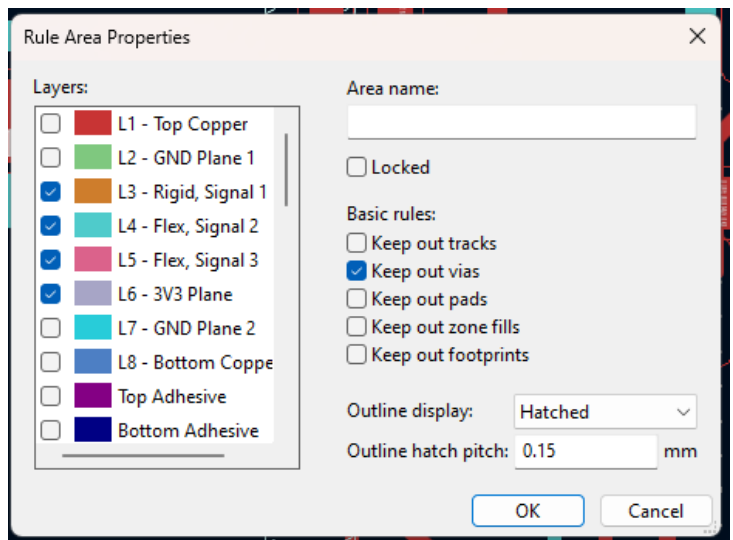 Rule Area Properties
Layers:
L1 - Top Copper
L2 - GND Plane 1
L3 - Rigid, Signal 1
L4 - Flex, Signal 2
L5 - Flex, Signal 3
L6 - 3V3 Plane
L7 - GND Plane 2
L8 - Bottom Coppe
Top Adhesive
Bottom Adhesive
Area name:
Locked
Basic rules:
Keep out tracks
Keep out vias
Keep out pads
Keep out zone fills
Keep out footprints
Outline display: Hatched
Outline hatch pitch: 0.15 mm
OK Cancel